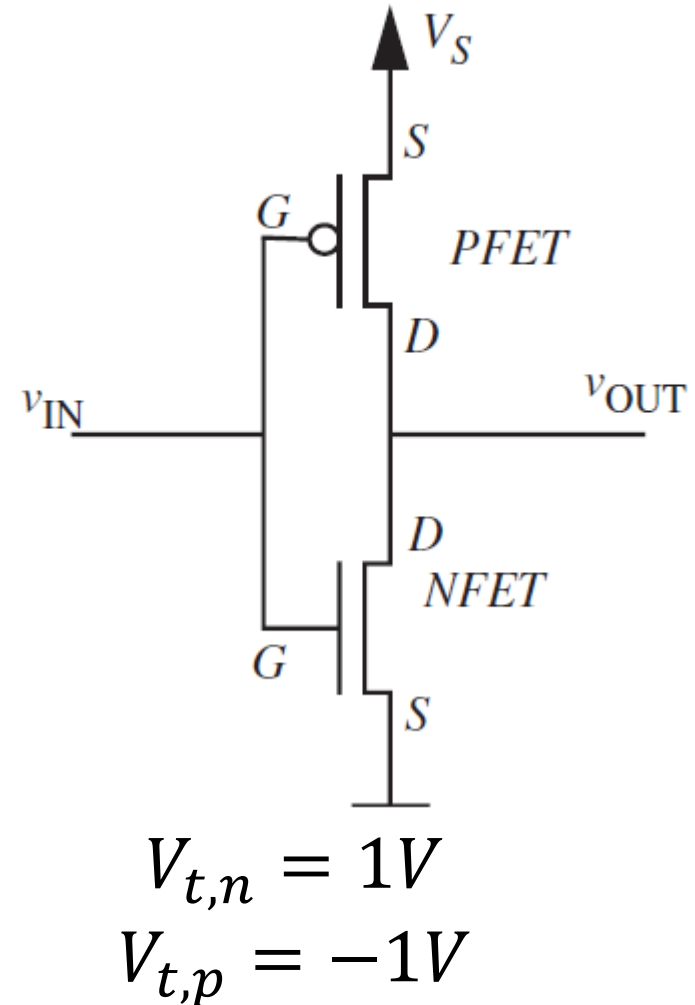 V_S
S
G
PFET
D
v_IN
v_OUT
D
NFET
G
S
V_{t,n} = 1V
V_{t,p} = −1V